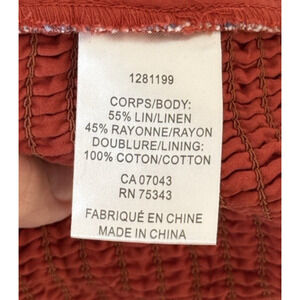 1281199
CORPS/BODY:
55% LIN/LINEN
45% RAYONNE/RAYON
DOUBLURE/LINING:
100% COTON/COTTON
CA 07043
RN 75343
FABRIQUÉ EN CHINE
MADE IN CHINA